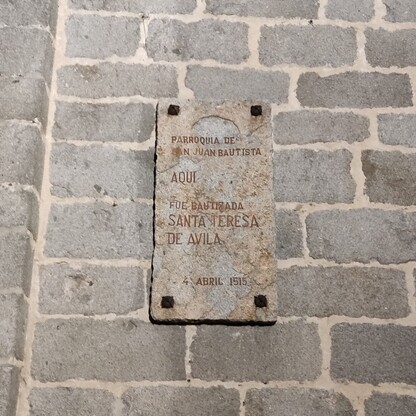 PARROQUIA DE
SAN JUAN BAUTISTA
AQUI
FUE BAUTIZADA
SANTA TERESA
DE AVILA
4 ABRIL 1515